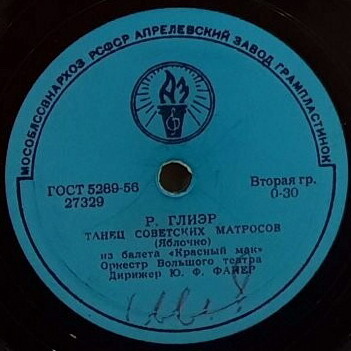 МОСОБЛСОВНАРХОЗ РСФСР АПРЕЛЕВСКИЙ ЗАВОД ГРАМПЛАСТИНОК
АЗ
ГОСТ 5289-56
27329
Вторая гр.
0-30
Р. ГЛИЭР
ТАНЕЦ СОВЕТСКИХ МАТРОСОВ
(Яблочко)
из балета «Красный мак»
Оркестр Большого театра
Дирижер Ю. Ф. ФАЙЕР